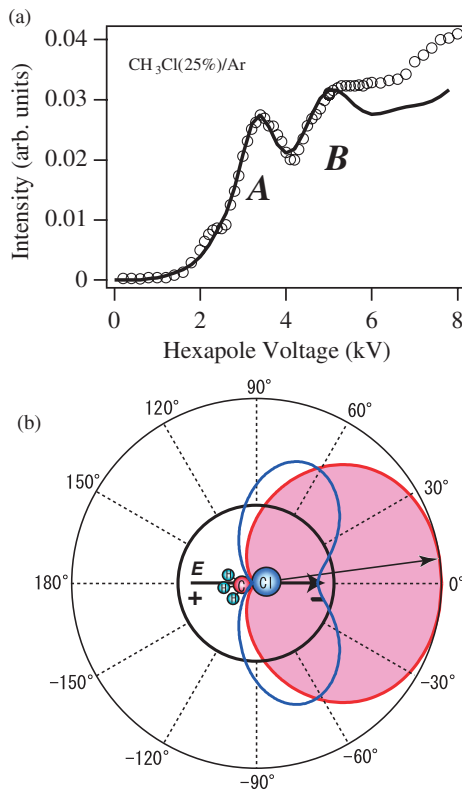 (a)
0.04
0.03
0.02
0.01
0
Intensity (arb. units)
CH₃Cl(25%)/Ar
A
B
0 2 4 6 8
Hexapole Voltage (kV)
(b)
90°
120° 60°
150° 30°
180° E H H H C Cl 0°
+ −
−150° −30°
−120° −60°
−90°